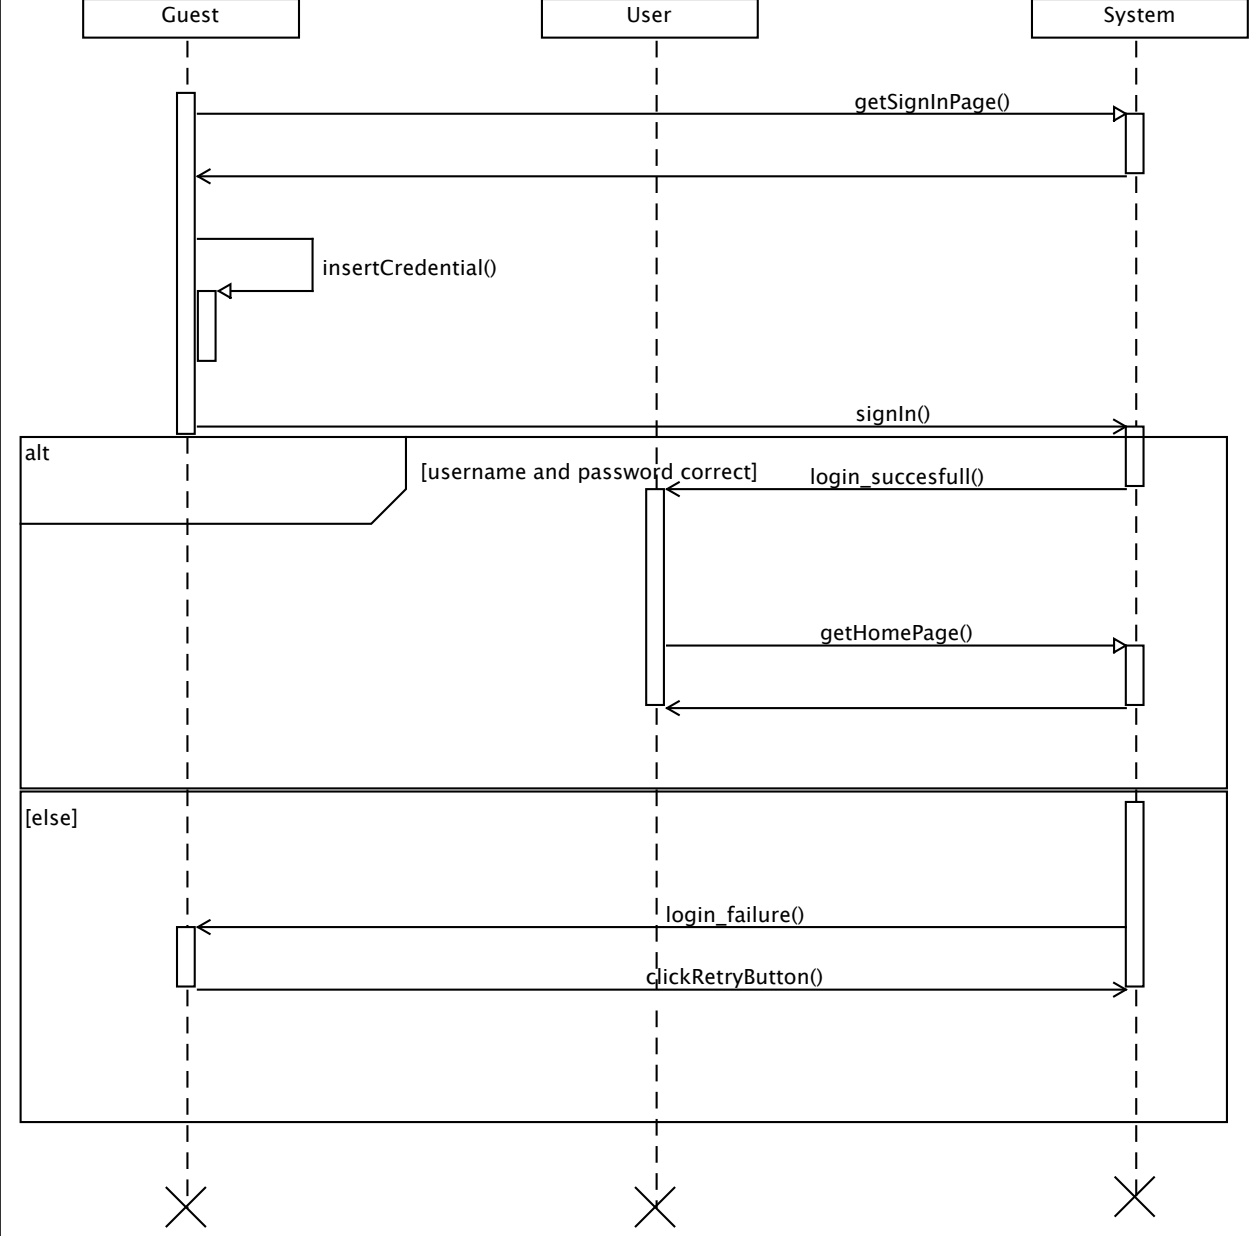 Guest
User
System
getSignInPage()
insertCredential()
signIn()
alt
[username and password correct]
login_succesfull()
getHomePage()
[else]
login_failure()
clickRetryButton()